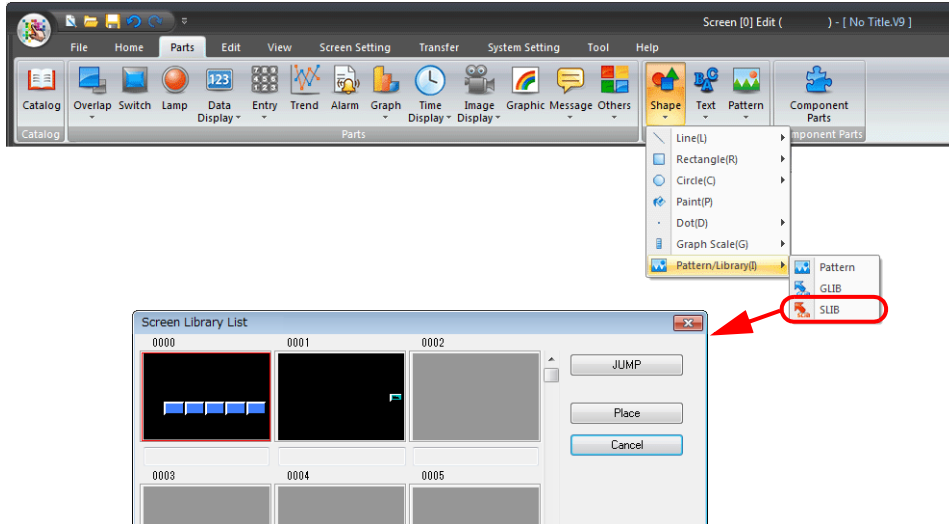 Screen [0] Edit ( ) - [ No Title.V9 ]
File Home Parts Edit View Screen Setting Transfer System Setting Tool Help
123
Catalog Overlap Switch Lamp Data Display Entry Trend Alarm Graph Time Display Image Display Graphic Message Others Shape Text Pattern Component Parts
Catalog Parts mponent Parts
Line(L)
Rectangle(R)
Circle(C)
Paint(P)
Dot(D)
Graph Scale(G)
Pattern/Library(I)
Pattern
GLIB
SLIB
Screen Library List
0000 0001 0002
JUMP
Place
Cancel
0003 0004 0005